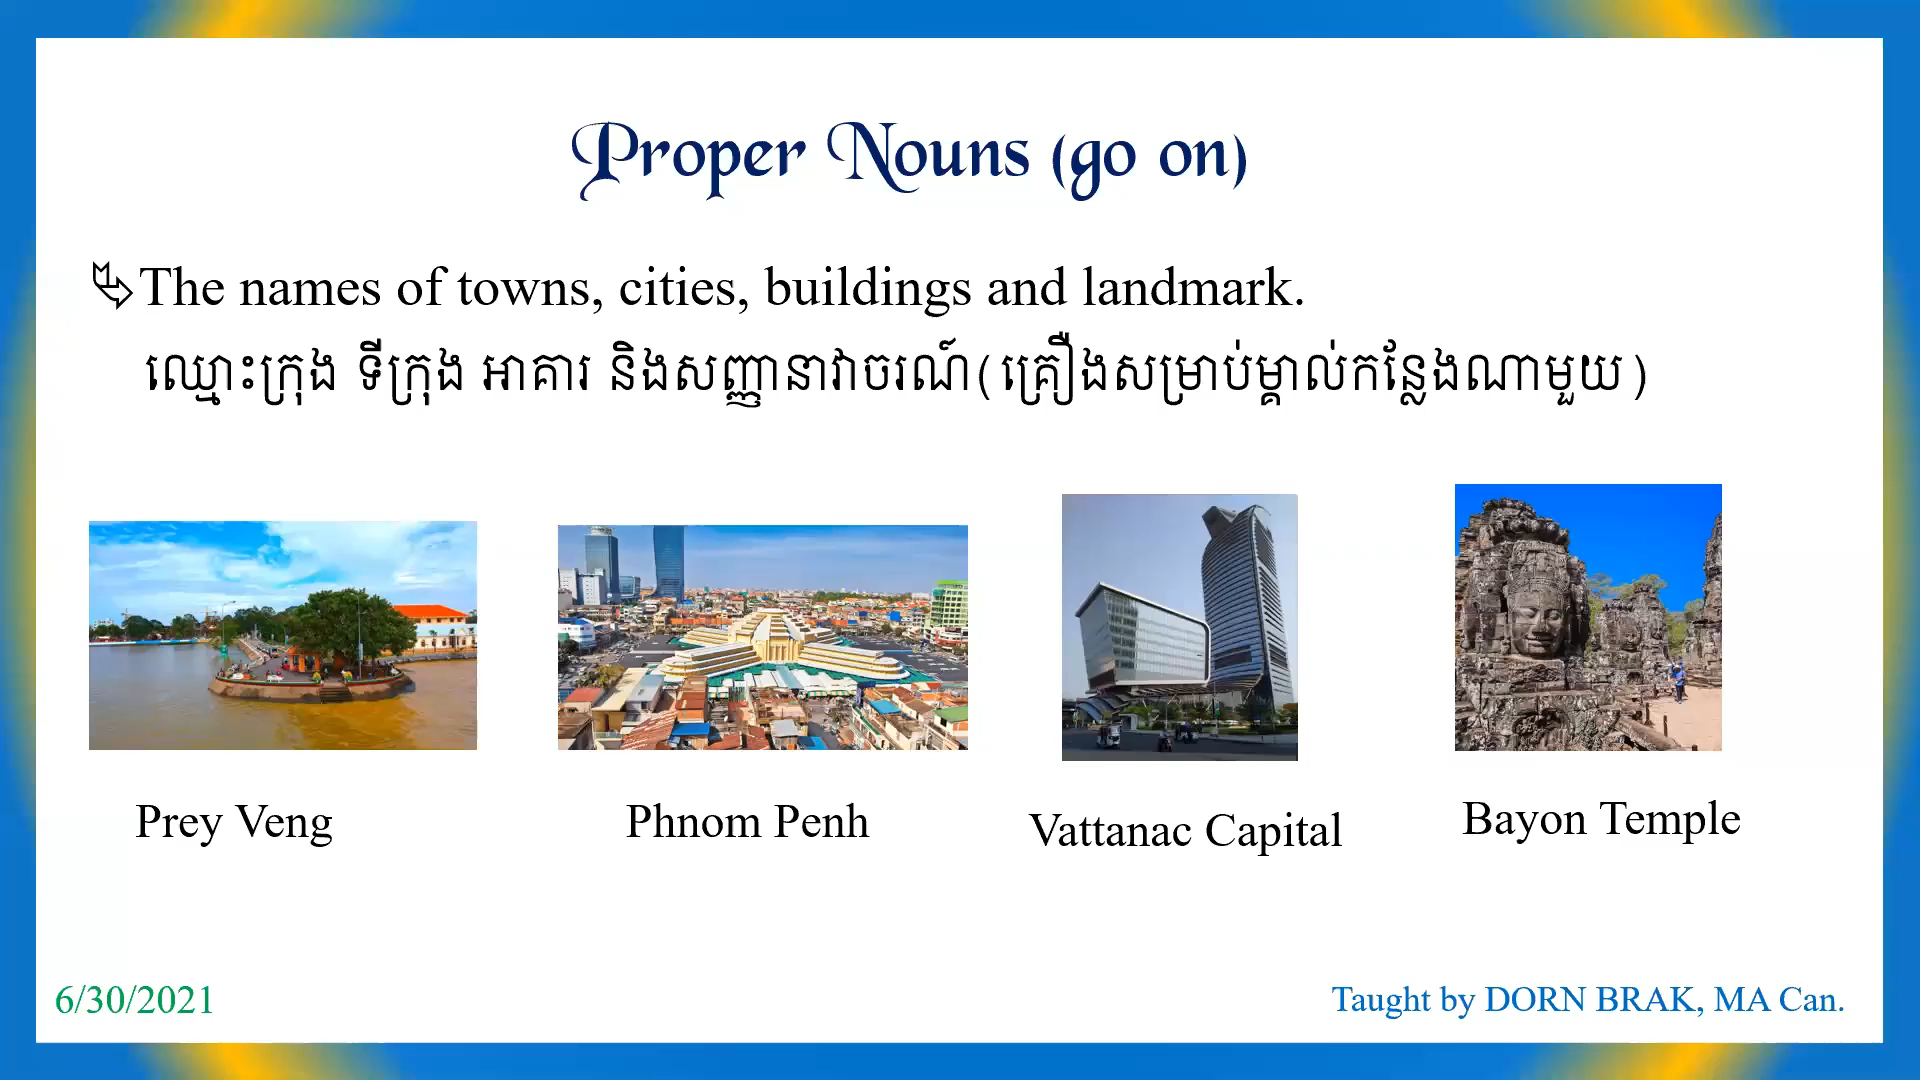 Proper Nouns (go on)
The names of towns, cities, buildings and landmark.
ឈ្មោះក្រុង ទីក្រុង អាគារ និងសញ្ញានាវាចរណ៍(គ្រឿងសម្រាប់ម្គាល់កន្លែងណាមួយ)
Prey Veng
Phnom Penh
Vattanac Capital
Bayon Temple
6/30/2021
Taught by DORN BRAK, MA Can.